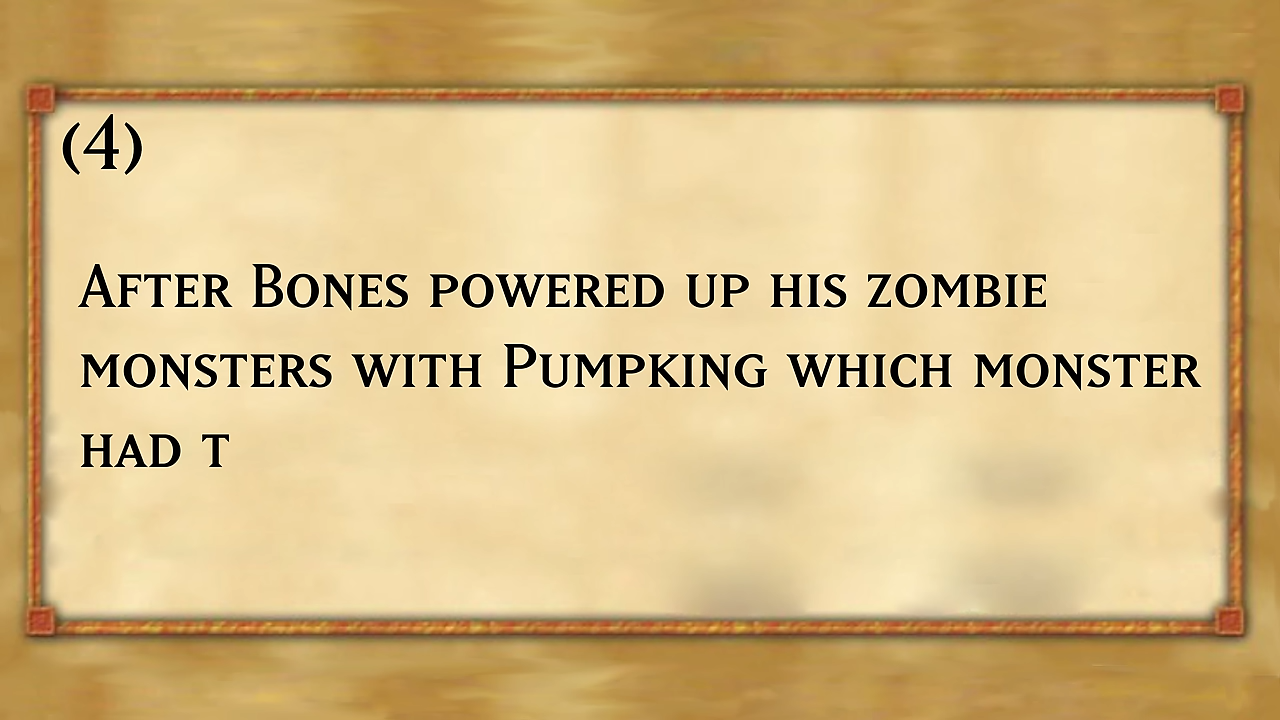 (4)
After Bones powered up his zombie
monsters with Pumpking which monster
had t